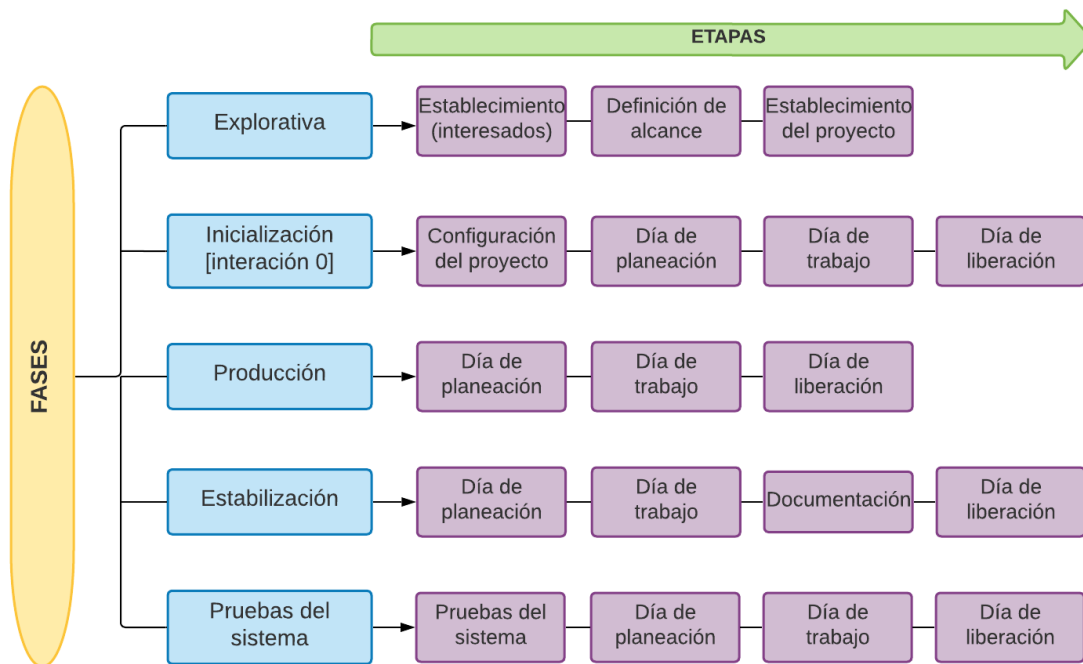 ETAPAS
FASES
Explorativa
Establecimiento
(interesados)
Definición de
alcance
Establecimiento
del proyecto
Inicialización
[interación 0]
Configuración
del proyecto
Día de
planeación
Día de
trabajo
Día de
liberación
Producción
Día de
planeación
Día de
trabajo
Día de
liberación
Estabilización
Día de
planeación
Día de
trabajo
Documentación
Día de
liberación
Pruebas del
sistema
Pruebas del
sistema
Día de
planeación
Día de
trabajo
Día de
liberación